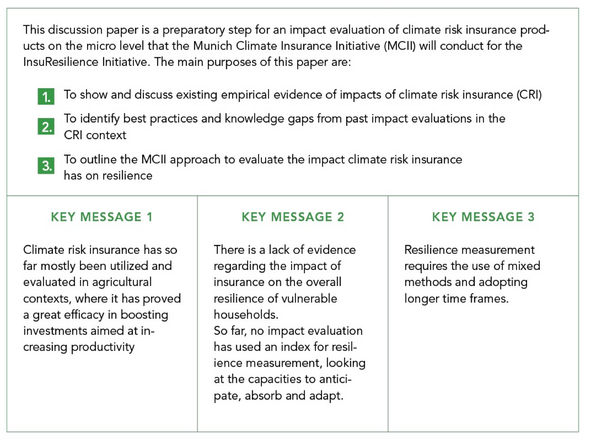 This discussion paper is a preparatory step for an impact evaluation of climate risk insurance prod-
ucts on the micro level that the Munich Climate Insurance Initiative (MCII) will conduct for the
InsuResilience Initiative. The main purposes of this paper are:
1. To show and discuss existing empirical evidence of impacts of climate risk insurance (CRI)
2. To identify best practices and knowledge gaps from past impact evaluations in the
CRI context
3. To outline the MCII approach to evaluate the impact climate risk insurance
has on resilience
KEY MESSAGE 1
Climate risk insurance has so
far mostly been utilized and
evaluated in agricultural
contexts, where it has proved
a great efficacy in boosting
investments aimed at in-
creasing productivity
KEY MESSAGE 2
There is a lack of evidence
regarding the impact of
insurance on the overall
resilience of vulnerable
households.
So far, no impact evaluation
has used an index for resil-
ience measurement, looking
at the capacities to antici-
pate, absorb and adapt.
KEY MESSAGE 3
Resilience measurement
requires the use of mixed
methods and adopting
longer time frames.